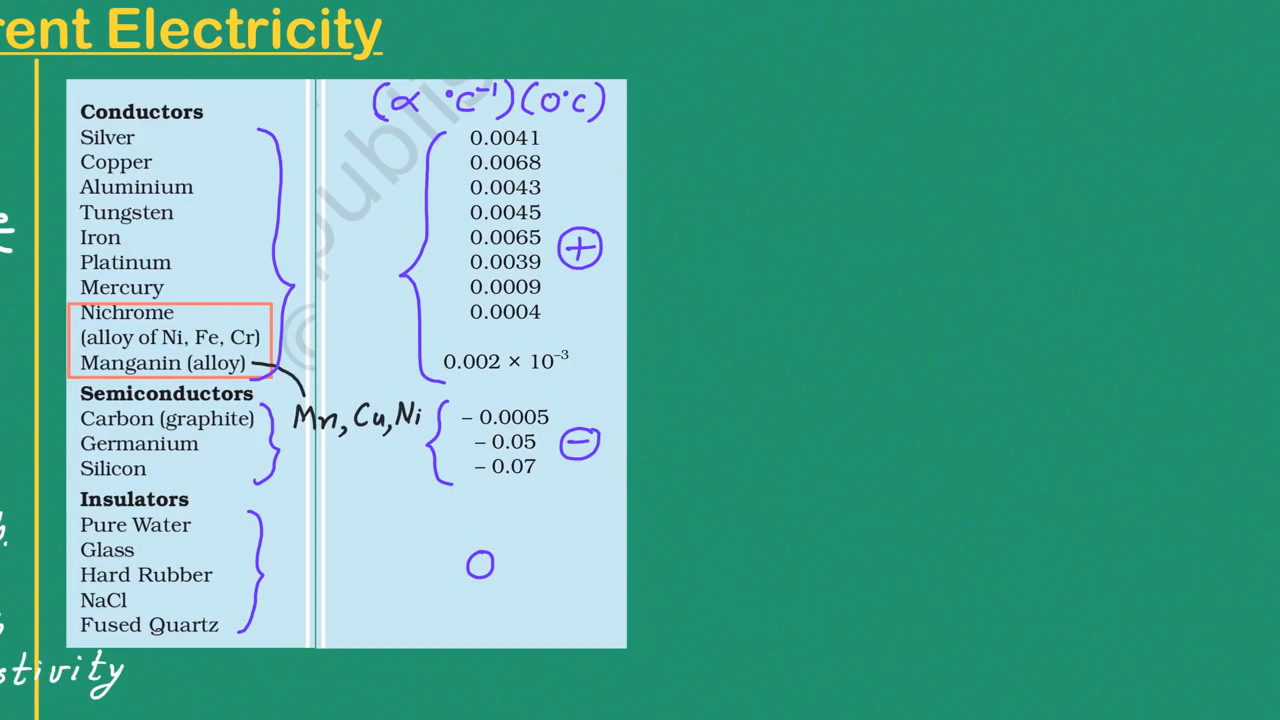 rent Electricity
(∝ °C⁻¹) (0°C)
Conductors
Silver 0.0041
Copper 0.0068
Aluminium 0.0043
Tungsten 0.0045
Iron 0.0065
Platinum 0.0039
Mercury 0.0009
Nichrome 0.0004
(alloy of Ni, Fe, Cr)
Manganin (alloy) 0.002 × 10⁻³
+
Mn, Cu, Ni
Semiconductors
Carbon (graphite) – 0.0005
Germanium – 0.05
Silicon – 0.07
−
Insulators
Pure Water
Glass
Hard Rubber
NaCl
Fused Quartz
0
stivity
© publis